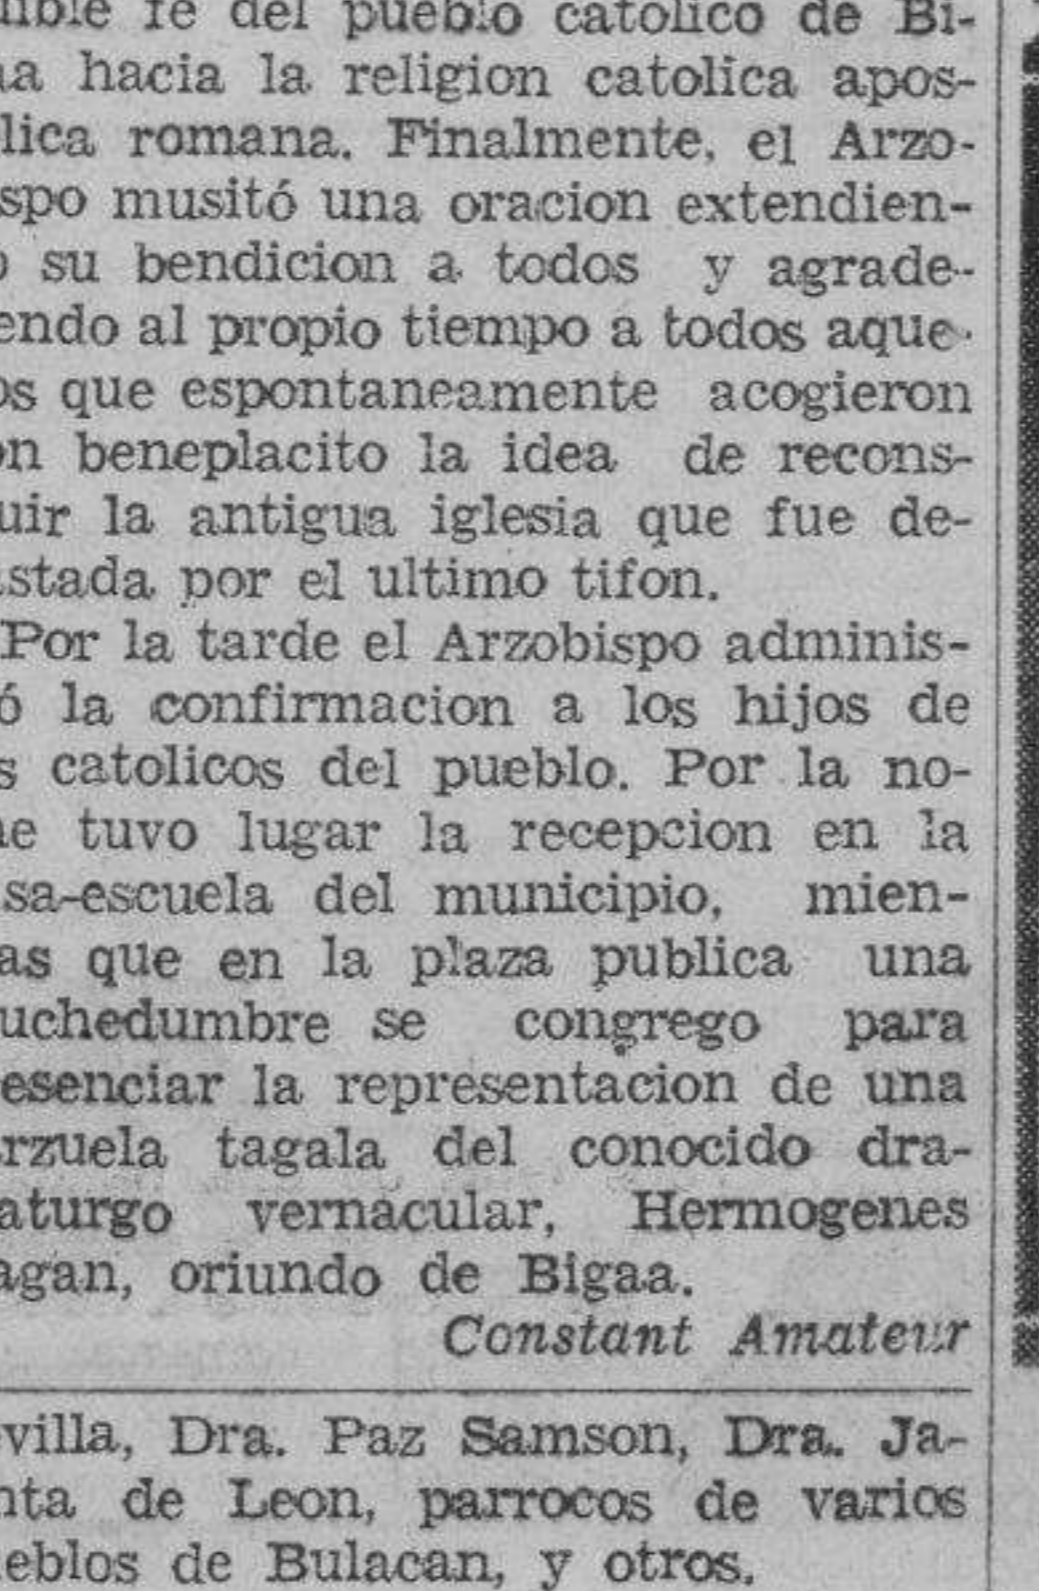 fe del pueblo catolico de Bi-
hacia la religion catolica apos-
lica romana. Finalmente, el Arzo-
spo musitó una oracion extendien-
su bendicion a todos y agrade-
endo al propio tiempo a todos aque-
os que espontaneamente acogieron
on beneplacito la idea de recons-
uir la antigua iglesia que fue de-
stada por el ultimo tifon.
Por la tarde el Arzobispo adminis-
ó la confirmacion a los hijos de
s catolicos del pueblo. Por la no-
he tuvo lugar la recepcion en la
sa-escuela del municipio, mien-
as que en la plaza publica una
uchedumbre se congrego para
esenciar la representacion de una
rzuela tagala del conocido dra-
aturgo vernacular, Hermogenes
agan, oriundo de Bigaa.
Constant Amateur
villa, Dra. Paz Samson, Dra. Ja-
nta de Leon, parrocos de varios
eblos de Bulacan, y otros.